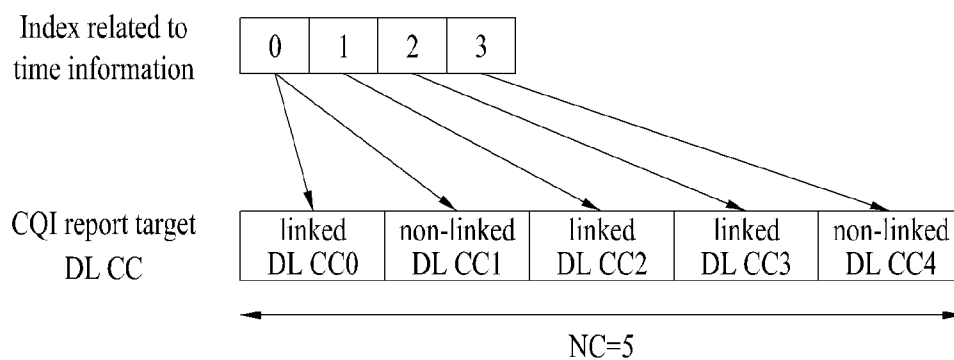 Index related to
time information
0 1 2 3
CQI report target
DL CC
linked
DL CC0
non-linked
DL CC1
linked
DL CC2
linked
DL CC3
non-linked
DL CC4
NC=5